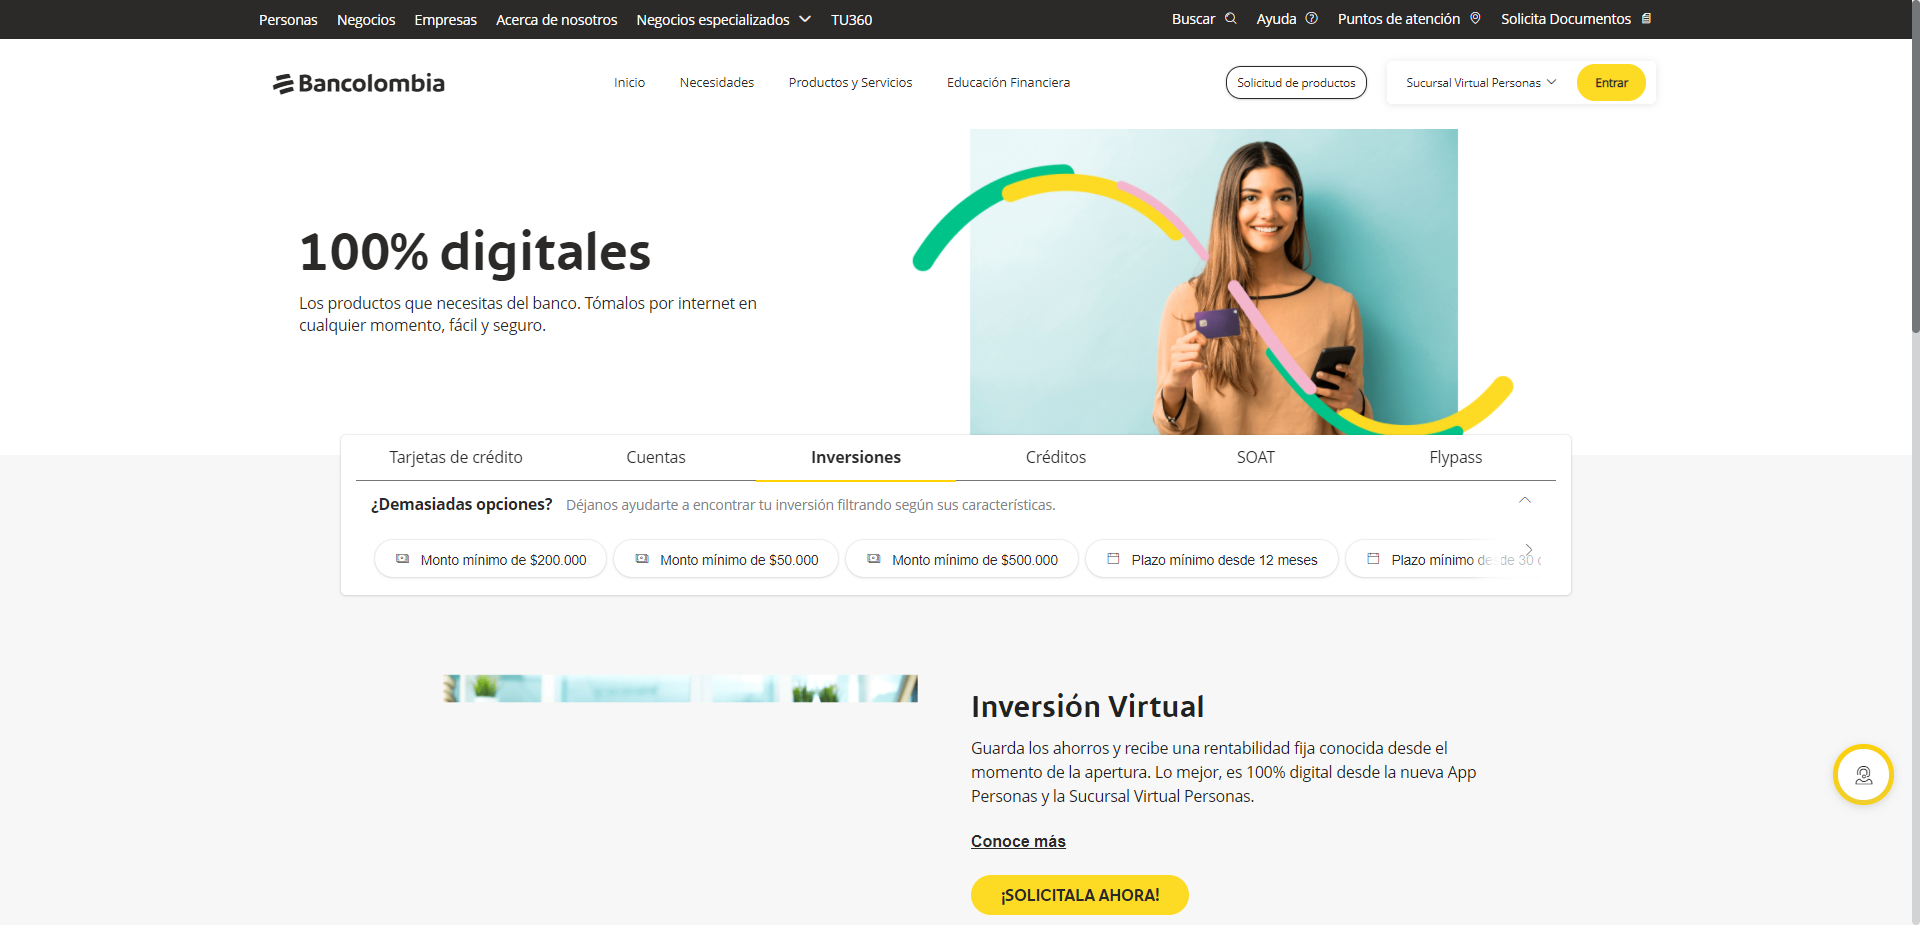 Personas Negocios Empresas Acerca de nosotros Negocios especializados TU360 Buscar Ayuda Puntos de atención Solicita Documentos
Bancolombia Inicio Necesidades Productos y Servicios Educación Financiera Solicitud de productos Sucursal Virtual Personas Entrar
100% digitales
Los productos que necesitas del banco. Tómalos por internet en
cualquier momento, fácil y seguro.
Tarjetas de crédito Cuentas Inversiones Créditos SOAT Flypass
¿Demasiadas opciones? Déjanos ayudarte a encontrar tu inversión filtrando según sus características.
Monto mínimo de $200.000 Monto mínimo de $50.000 Monto mínimo de $500.000 Plazo mínimo desde 12 meses Plazo mínimo desde 30
Inversión Virtual
Guarda los ahorros y recibe una rentabilidad fija conocida desde el
momento de la apertura. Lo mejor, es 100% digital desde la nueva App
Personas y la Sucursal Virtual Personas.
Conoce más
¡SOLICITALA AHORA!